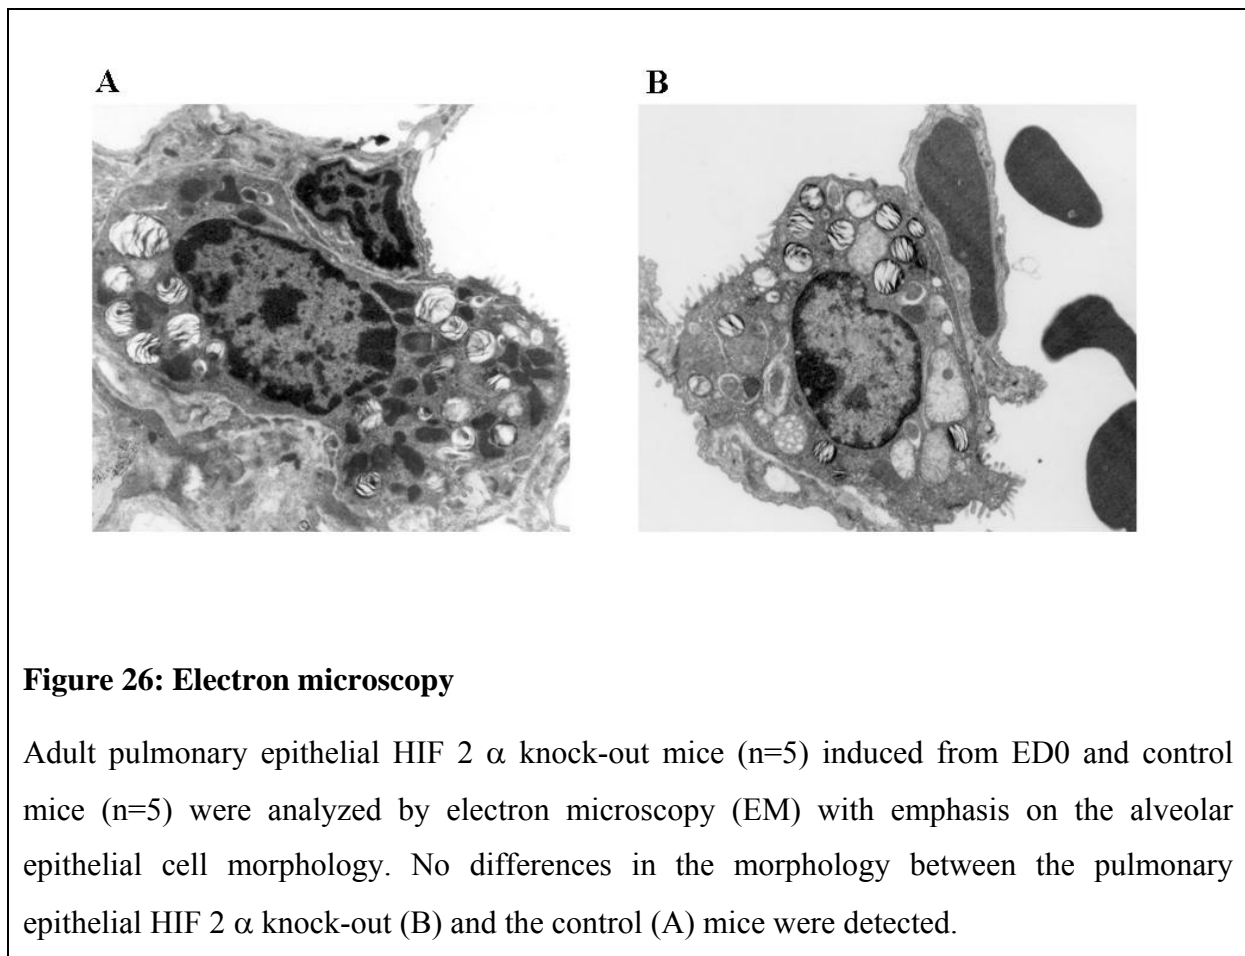 A
B
Figure 26: Electron microscopy
Adult pulmonary epithelial HIF 2 α knock-out mice (n=5) induced from ED0 and control
mice (n=5) were analyzed by electron microscopy (EM) with emphasis on the alveolar
epithelial cell morphology. No differences in the morphology between the pulmonary
epithelial HIF 2 α knock-out (B) and the control (A) mice were detected.